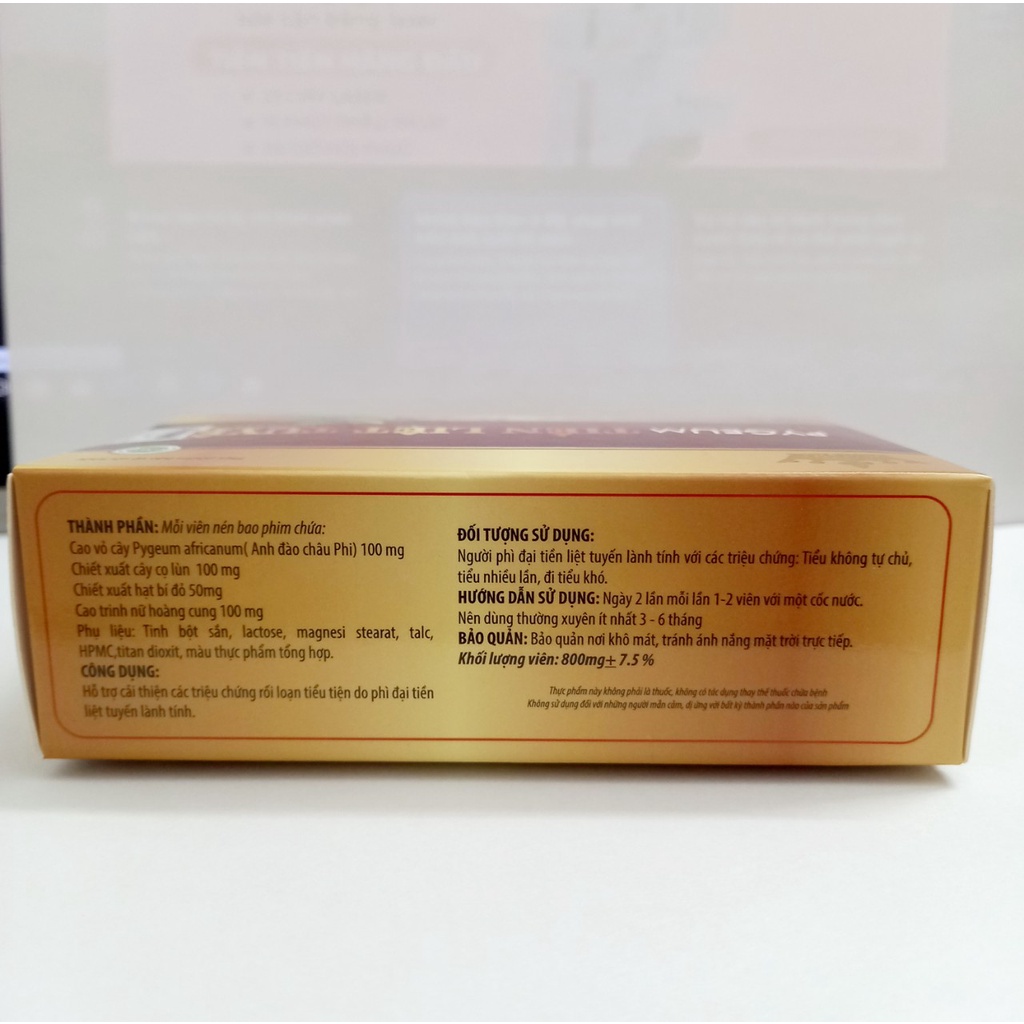 PYGEUM TIỀN LIỆT TUYẾN
THÀNH PHẦN: Mỗi viên nén bao phim chứa:
Cao vỏ cây Pygeum africanum( Anh đào châu Phi) 100 mg
Chiết xuất cây cọ lùn 100 mg
Chiết xuất hạt bí đỏ 50mg
Cao trinh nữ hoàng cung 100 mg
Phụ liệu: Tinh bột sắn, lactose, magnesi stearat, talc,
HPMC,titan dioxit, màu thực phẩm tổng hợp.
CÔNG DỤNG:
Hỗ trợ cải thiện các triệu chứng rối loạn tiểu tiện do phì đại tiền
liệt tuyến lành tính.
ĐỐI TƯỢNG SỬ DỤNG:
Người phì đại tiền liệt tuyến lành tính với các triệu chứng: Tiểu không tự chủ,
tiểu nhiều lần, đi tiểu khó.
HƯỚNG DẪN SỬ DỤNG: Ngày 2 lần mỗi lần 1-2 viên với một cốc nước.
Nên dùng thường xuyên ít nhất 3 - 6 tháng
BẢO QUẢN: Bảo quản nơi khô mát, tránh ánh nắng mặt trời trực tiếp.
Khối lượng viên: 800mg± 7.5 %
Thực phẩm này không phải là thuốc, không có tác dụng thay thế thuốc chữa bệnh
Không sử dụng đối với những người mẫn cảm, dị ứng với bất kỳ thành phần nào của sản phẩm